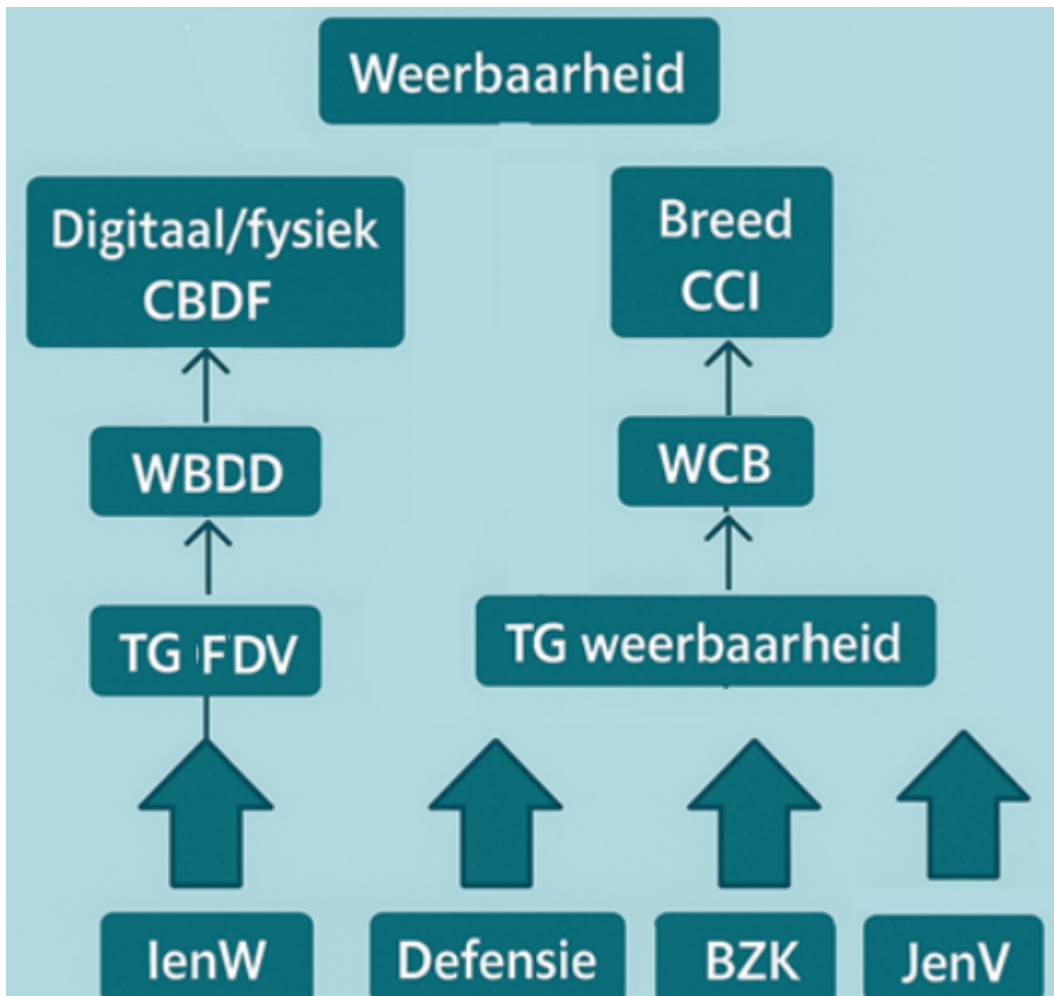 Weerbaarheid
Digitaal/fysiek
CBDF
Breed
CCI
WBDD
WCB
TG FDV
TG weerbaarheid
IenW
Defensie
BZK
JenV